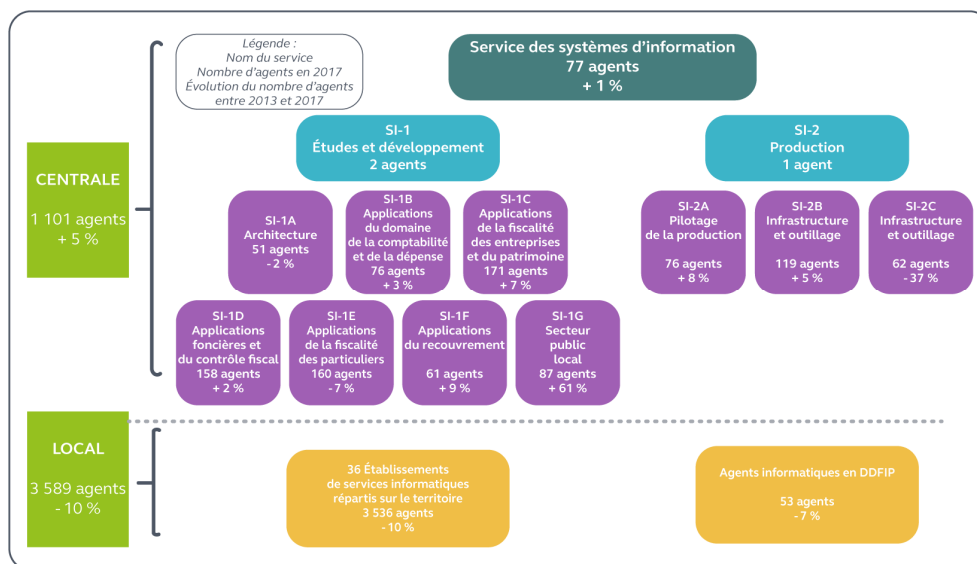 Légende :
Nom du service
Nombre d'agents en 2017
Évolution du nombre d'agents
entre 2013 et 2017
Service des systèmes d'information
77 agents
+ 1 %
CENTRALE
1 101 agents
+ 5 %
SI-1
Études et développement
2 agents
SI-2
Production
1 agent
SI-1A
Architecture
51 agents
- 2 %
SI-1B
Applications
du domaine
de la comptabilité
et de la dépense
76 agents
+ 3 %
SI-1C
Applications
de la fiscalité
des entreprises
et du patrimoine
171 agents
+ 7 %
SI-2A
Pilotage
de la production
76 agents
+ 8 %
SI-2B
Infrastructure
et outillage
119 agents
+ 5 %
SI-2C
Infrastructure
et outillage
62 agents
- 37 %
SI-1D
Applications
foncières et
du contrôle fiscal
158 agents
+ 2 %
SI-1E
Applications
de la fiscalité
des particuliers
160 agents
-7 %
SI-1F
Applications
du recouvrement
61 agents
+ 9 %
SI-1G
Secteur
public
local
87 agents
+ 61 %
LOCAL
3 589 agents
- 10 %
36 Établissements
de services informatiques
répartis sur le territoire
3 536 agents
-10 %
Agents informatiques en DDFIP
53 agents
- 7 %